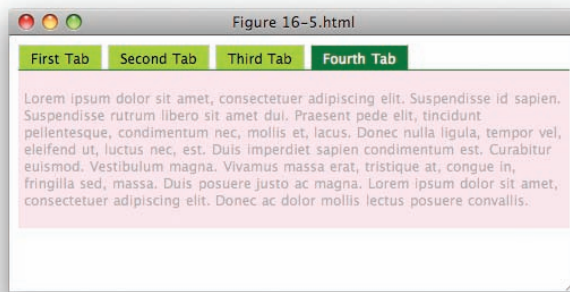 Figure 16-5.html
First Tab Second Tab Third Tab Fourth Tab
Lorem ipsum dolor sit amet, consectetuer adipiscing elit. Suspendisse id sapien.
Suspendisse rutrum libero sit amet dui. Praesent pede elit, tincidunt
pellentesque, condimentum nec, mollis et, lacus. Donec nulla ligula, tempor vel,
eleifend ut, luctus nec, est. Duis imperdiet sapien condimentum est. Curabitur
euismod. Vestibulum magna. Vivamus massa erat, tristique at, congue in,
fringilla sed, massa. Duis posuere justo ac magna. Lorem ipsum dolor sit amet,
consectetuer adipiscing elit. Donec ac dolor mollis lectus posuere convallis.